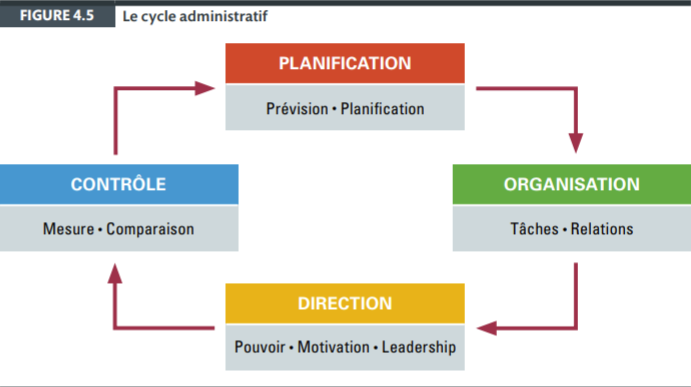 FIGURE 4.5 Le cycle administratif
PLANIFICATION
Prévision • Planification
CONTRÔLE
Mesure • Comparaison
ORGANISATION
Tâches • Relations
DIRECTION
Pouvoir • Motivation • Leadership